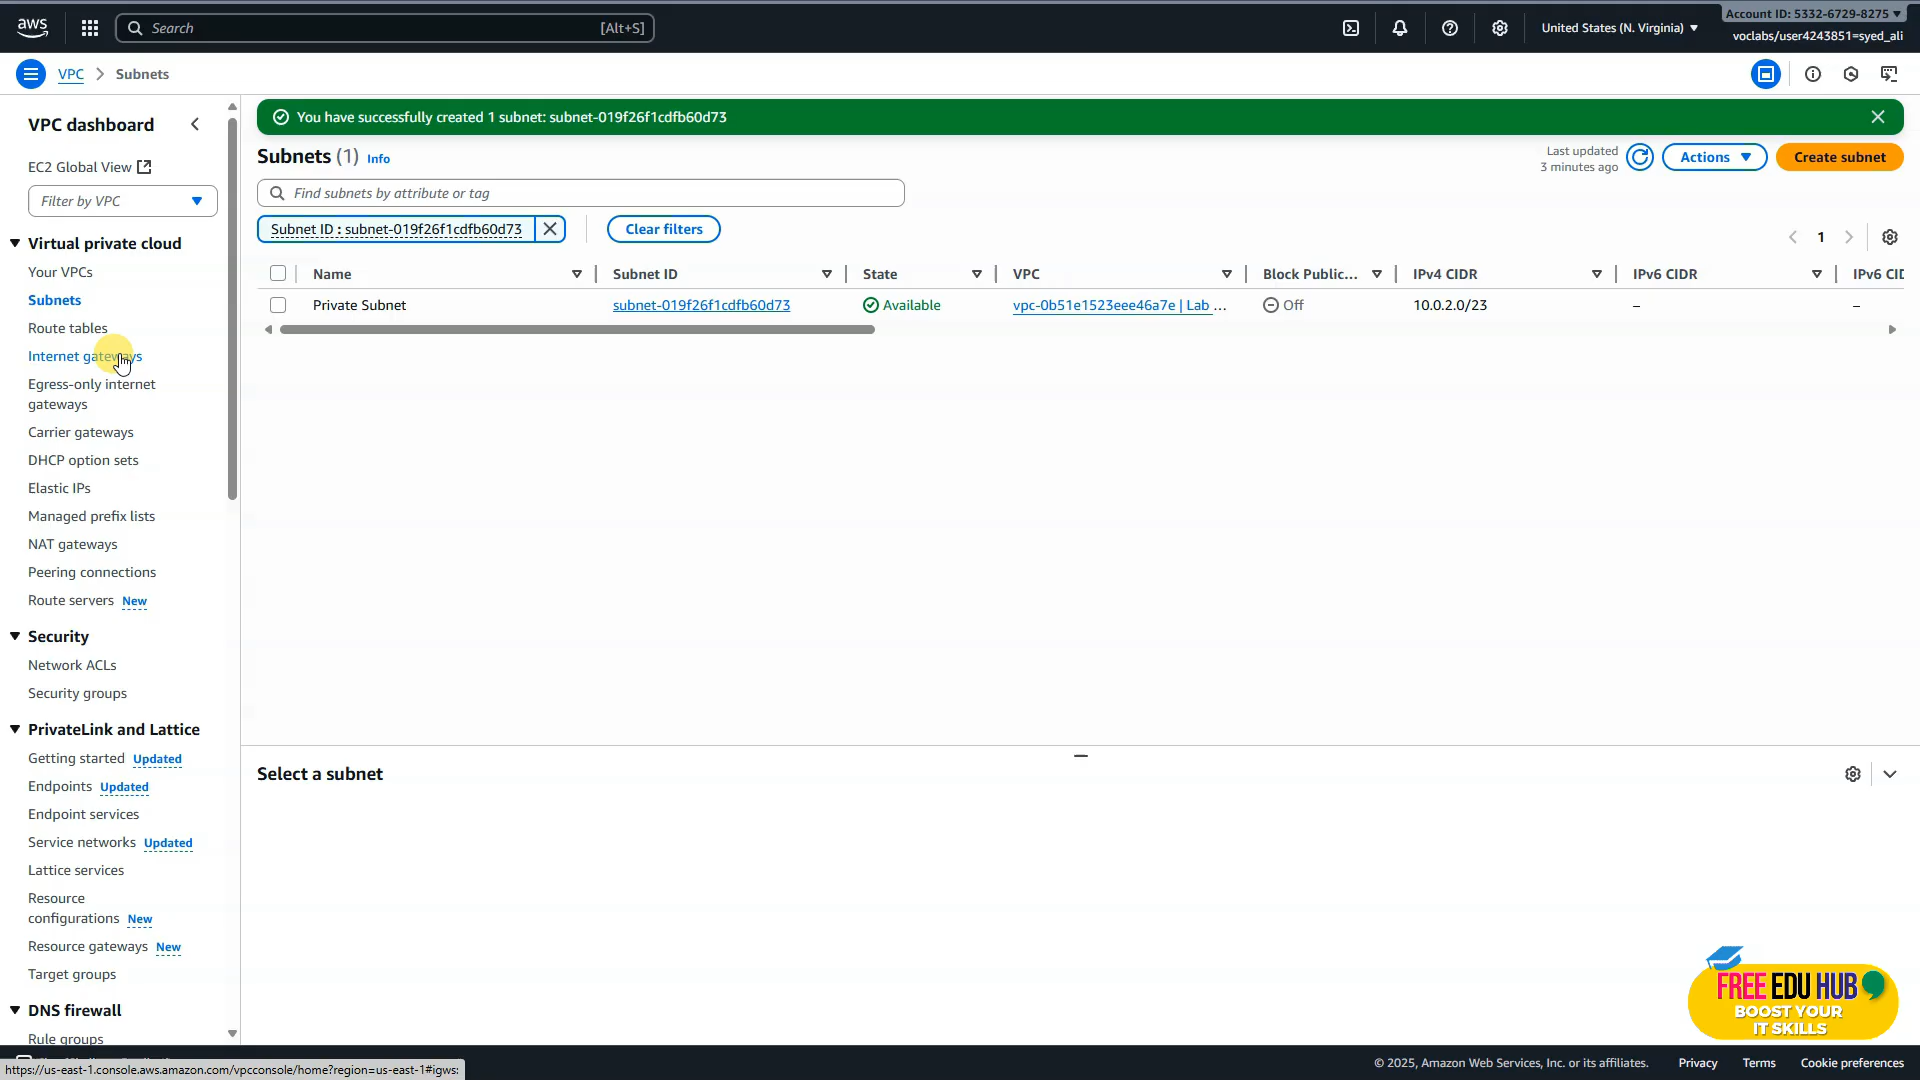 aws
Search
[Alt+S]
United States (N. Virginia)
Account ID: 5332-6729-8275
voclabs/user4243851=syed_ali
VPC
Subnets
VPC dashboard
EC2 Global View
Filter by VPC
Virtual private cloud
Your VPCs
Subnets
Route tables
Internet gateways
Egress-only internet
gateways
Carrier gateways
DHCP option sets
Elastic IPs
Managed prefix lists
NAT gateways
Peering connections
Route servers New
Security
Network ACLs
Security groups
PrivateLink and Lattice
Getting started Updated
Endpoints Updated
Endpoint services
Service networks Updated
Lattice services
Resource
configurations New
Resource gateways New
Target groups
DNS firewall
Rule groups
You have successfully created 1 subnet: subnet-019f26f1cdfb60d73
Subnets (1) Info
Last updated
3 minutes ago
Actions
Create subnet
Find subnets by attribute or tag
Subnet ID : subnet-019f26f1cdfb60d73
Clear filters
1
Name Subnet ID State VPC Block Public... IPv4 CIDR IPv6 CIDR IPv6 CID
Private Subnet subnet-019f26f1cdfb60d73 Available vpc-0b51e1523eee46a7e | Lab ... Off 10.0.2.0/23 – –
Select a subnet
FREE EDU HUB
BOOST YOUR
IT SKILLS
https://us-east-1.console.aws.amazon.com/vpcconsole/home?region=us-east-1#igws:
© 2025, Amazon Web Services, Inc. or its affiliates. Privacy Terms Cookie preferences